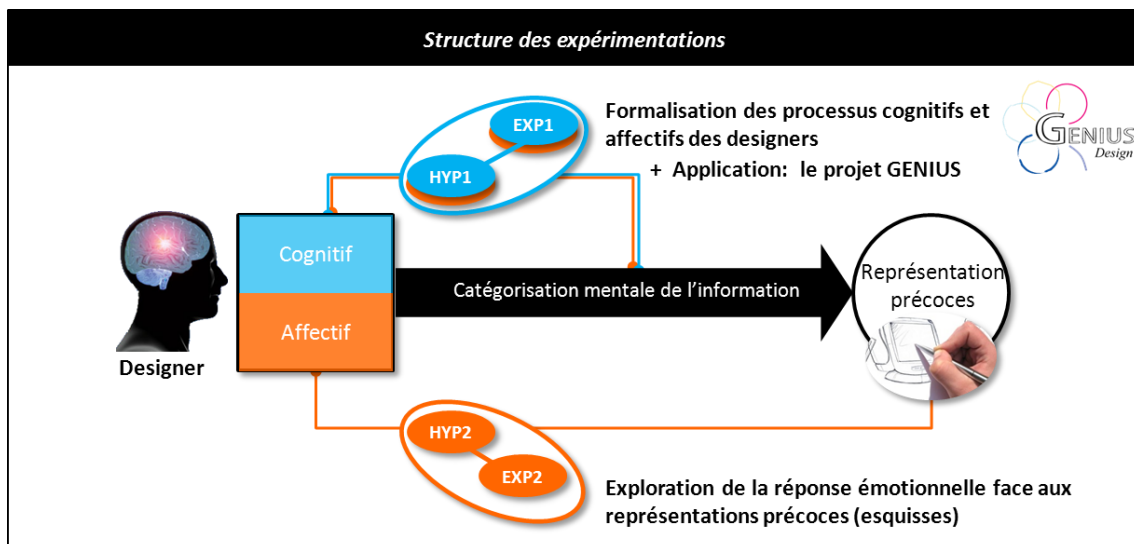 Structure des expérimentations
EXP1
HYP1
Formalisation des processus cognitifs et
affectifs des designers
+ Application: le projet GENIUS
GENIUS
Design
Cognitif
Affectif
Designer
Catégorisation mentale de l'information
Représentation
précoces
HYP2
EXP2
Exploration de la réponse émotionnelle face aux
représentations précoces (esquisses)